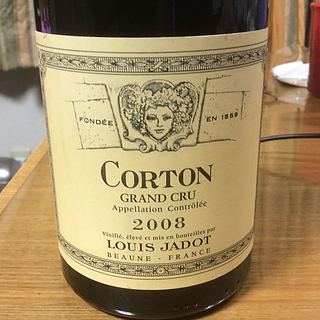 FONDÉE EN 1859
CORTON
GRAND CRU
Appellation Contrôlée
2008
Vinifié, élevé et mis en bouteilles par
LOUIS JADOT
BEAUNE - FRANCE